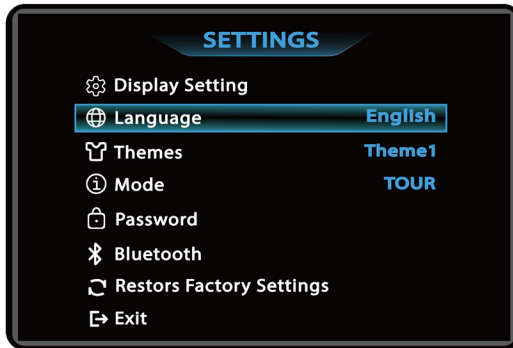 SETTINGS
Display Setting
Language English
Themes Theme1
Mode TOUR
Password
Bluetooth
Restors Factory Settings
Exit